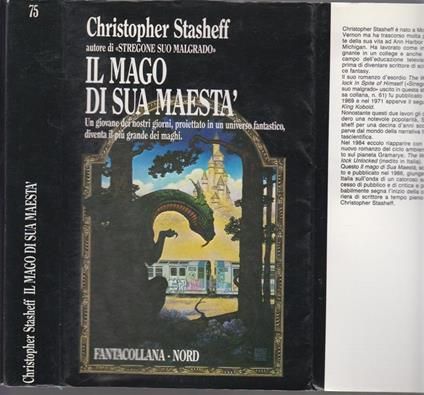 75
Christopher Stasheff IL MAGO DI SUA MAESTA'
Christopher Stasheff
autore di «STREGONE SUO MALGRADO»
IL MAGO
DI SUA MAESTA'
Un giovane dei nostri giorni, proiettato in un universo fantastico,
diventa il più grande dei maghi.
FANTACOLLANA · NORD
Christopher Stasheff è nato a Mo
Vernon ma ha trascorso molta p
te della sua vita ad Ann Harbor
Michigan. Ha lavorato come in
gnante in un college e anche
campo dell'educazione televi
prima di diventare scrittore di sc
ce fantasy.
Il suo romanzo d'esordio The W
lock in Spite of Himself («Streg
suo malgrado» uscito in questa s
sa collana, n. 61) fu pubblicato
1969 e nel 1971 apparve il segu
King Kobold.
Nonostante questi due lavori gli
dero una notevole popolarità, S
sheff per una decina d'anni sco
parve dal mondo della narrativa
tascientifica.
Nel 1984 eccolo riapparire con
nuovo romanzo del ciclo ambien
to sul pianeta Gramarye: The W
lock Unlocked (inedito in Italia).
Questo Il mago di Sua Maestà, sc
to e pubblicato nel 1986, giunge
Italia sull'onda di un caloroso
cesso di pubblico e di critica e p
babilmente segna l'inizio della c
riera di scrittore a tempo pieno
Christopher Stasheff.